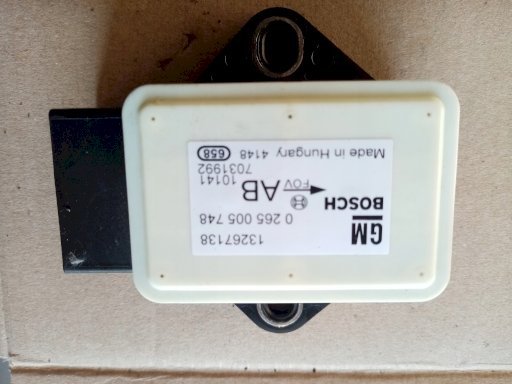 GM 13267138
0 265 005 748
BOSCH
AB
FOV
10141
7031992
Made in Hungary 4148 658